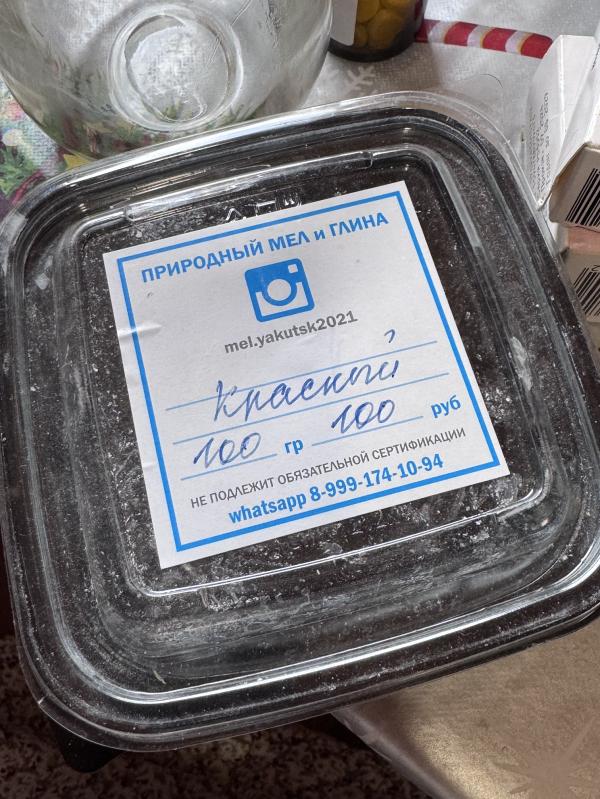 ПРИРОДНЫЙ МЕЛ и ГЛИНА
mel.yakutsk2021
Красный
100 гр 100 руб
НЕ ПОДЛЕЖИТ ОБЯЗАТЕЛЬНОЙ СЕРТИФИКАЦИИ
whatsapp 8-999-174-10-94